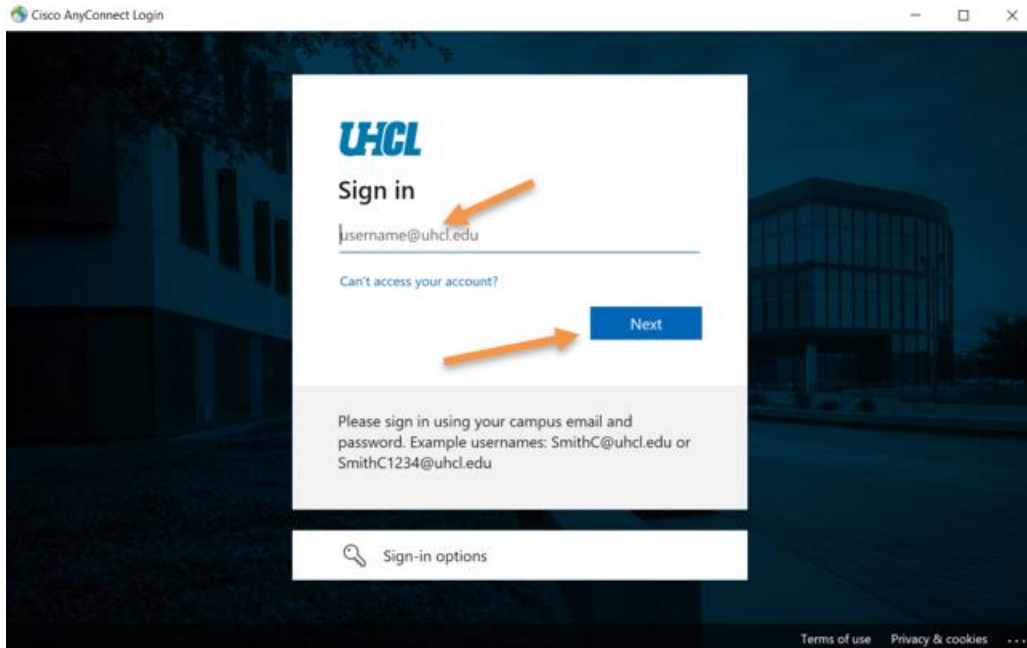 Cisco AnyConnect Login
UHCL
Sign in
username@uhcl.edu
Can't access your account?
Next
Please sign in using your campus email and
password. Example usernames: SmithC@uhcl.edu or
SmithC1234@uhcl.edu
Sign-in options
Terms of use Privacy & cookies ...